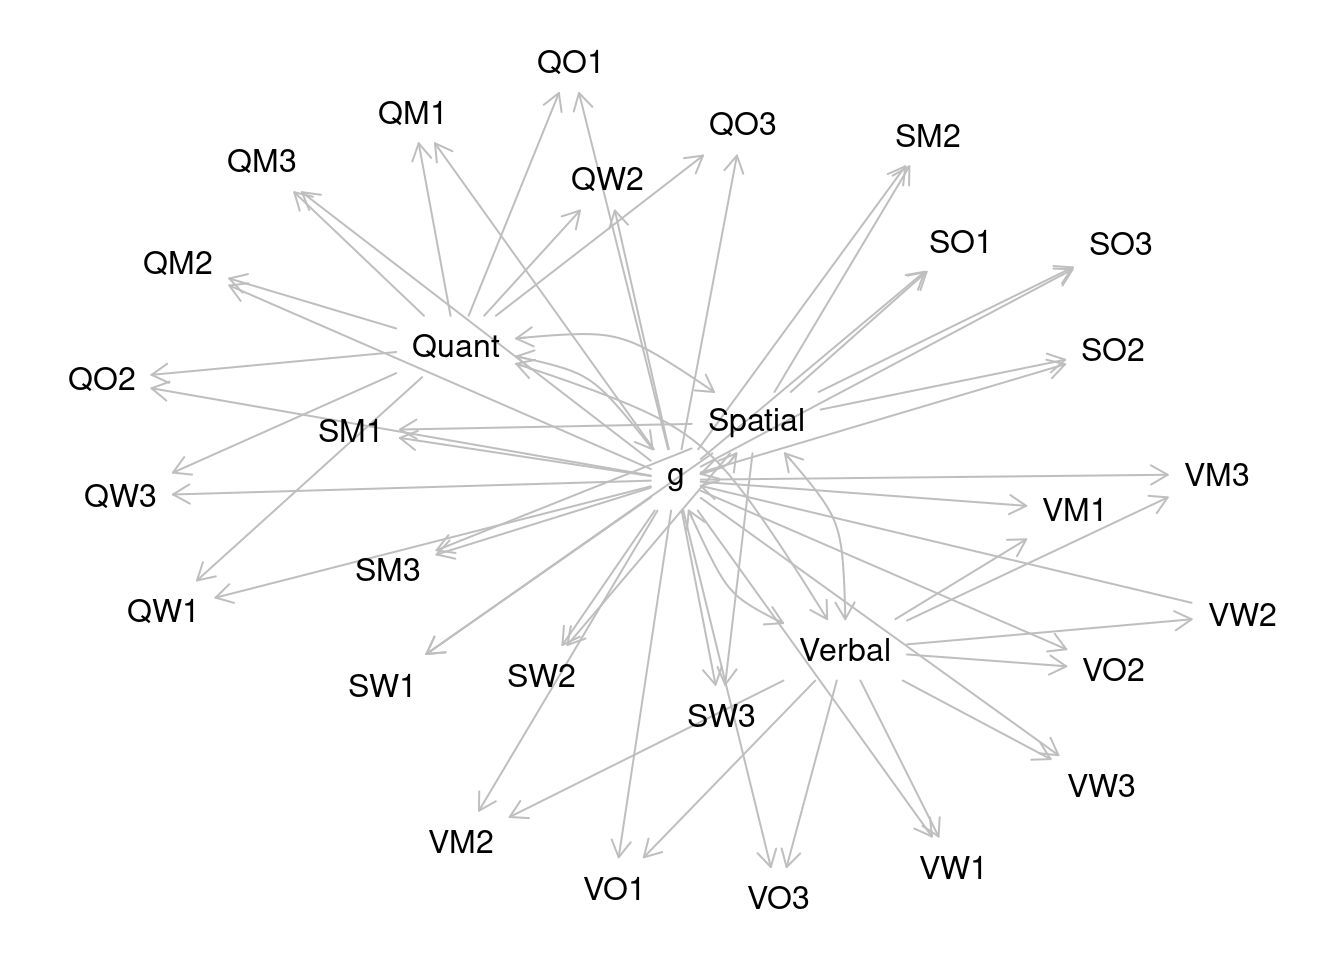 QO1
QM1
QO3
SM2
QM3
QW2
SO1
SO3
QM2
Quant
SO2
QO2
Spatial
SM1
g
VM3
QW3
VM1
SM3
QW1
VW2
Verbal
VO2
SW2
SW1
SW3
VW3
VM2
VW1
VO1
VO3